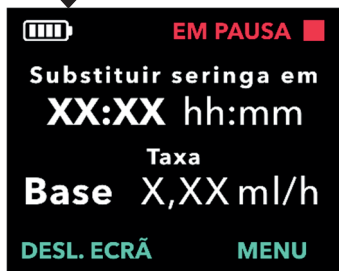 EM PAUSA
Substituir seringa em
XX:XX hh:mm
Taxa
Base X,XX ml/h
DESL. ECRÃ MENU